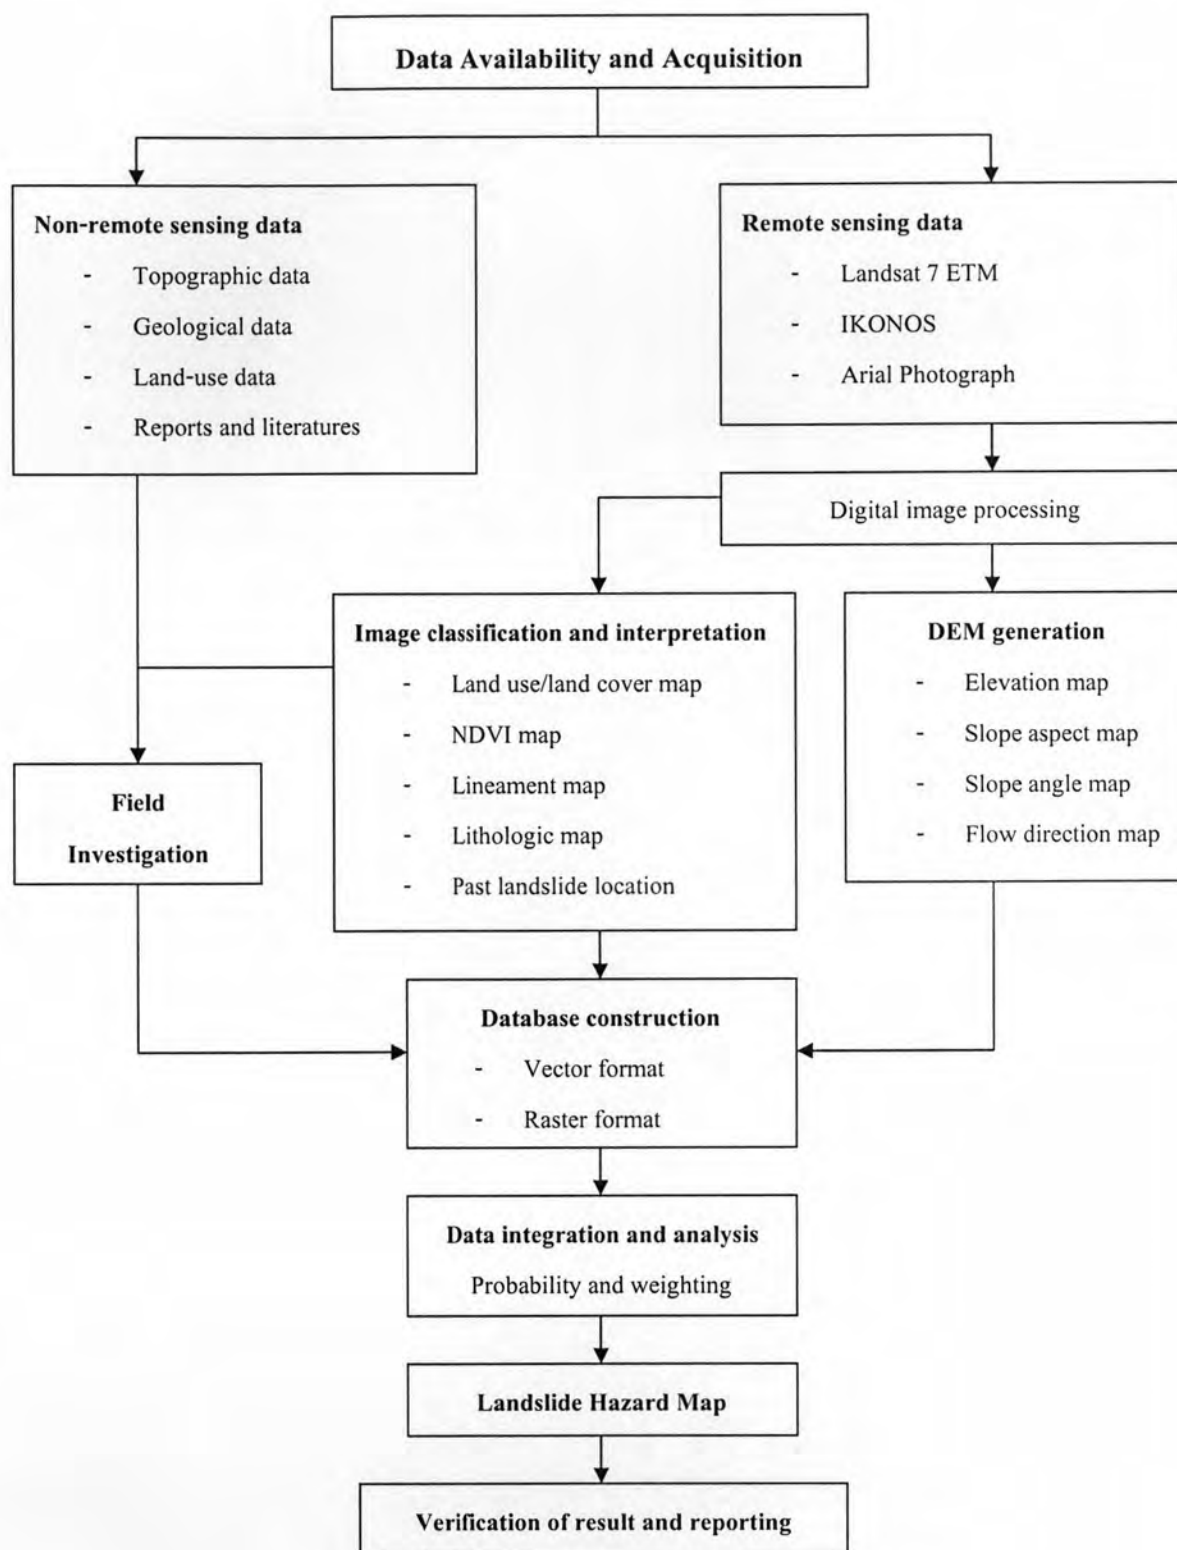 Data Availability and Acquisition
Non-remote sensing data
- Topographic data
- Geological data
- Land-use data
- Reports and literatures
Remote sensing data
- Landsat 7 ETM
- IKONOS
- Arial Photograph
Digital image processing
Image classification and interpretation
- Land use/land cover map
- NDVI map
- Lineament map
- Lithologic map
- Past landslide location
DEM generation
- Elevation map
- Slope aspect map
- Slope angle map
- Flow direction map
Field
Investigation
Database construction
- Vector format
- Raster format
Data integration and analysis
Probability and weighting
Landslide Hazard Map
Verification of result and reporting